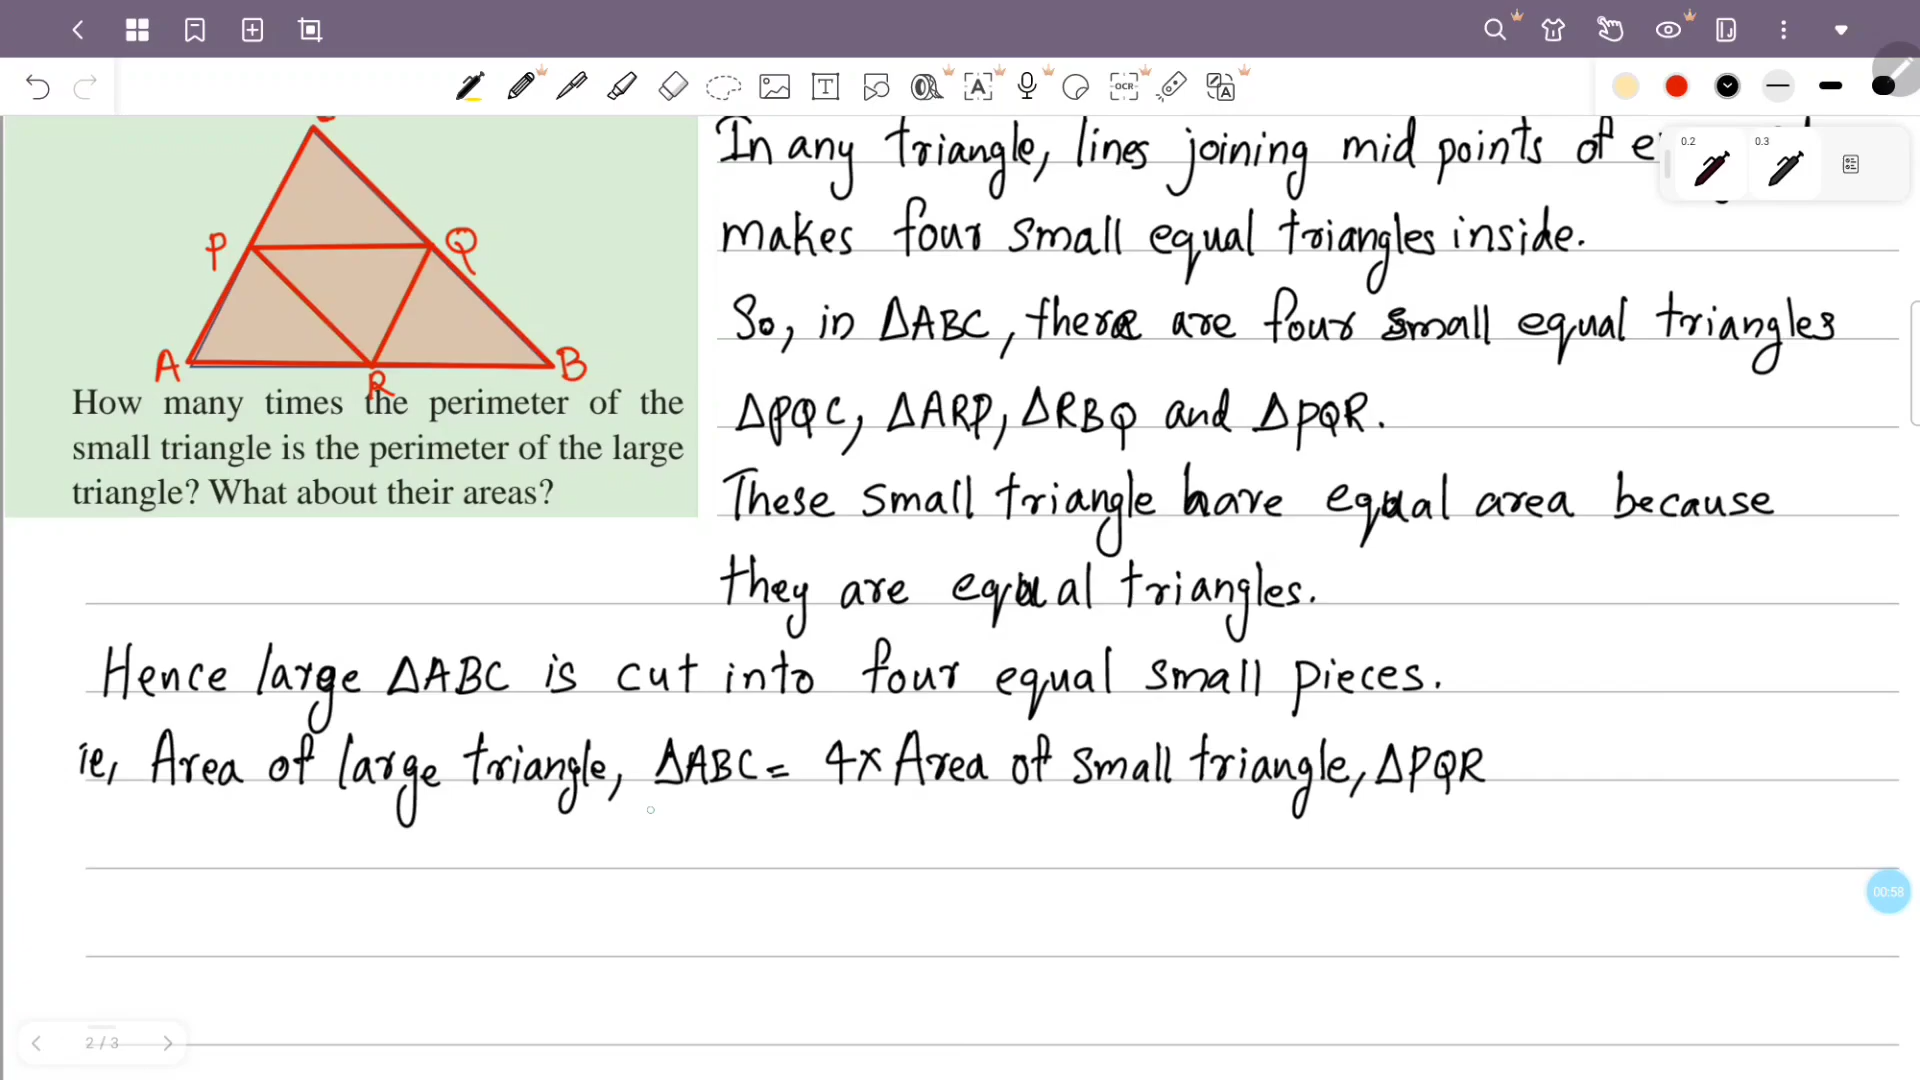 In any triangle, lines joining mid points of
makes four small equal triangles inside.
So, in ΔABC, there are four small equal triangles
ΔPQC, ΔARP, ΔRBQ and ΔPQR.
These small triangle have equal area because
they are equal triangles.
P
Q
A
R
B
How many times the perimeter of the
small triangle is the perimeter of the large
triangle? What about their areas?
Hence large ΔABC is cut into four equal small pieces.
ie, Area of large triangle, ΔABC = 4x Area of small triangle, ΔPQR
0.2
0.3
OCR
00:58
2 / 3